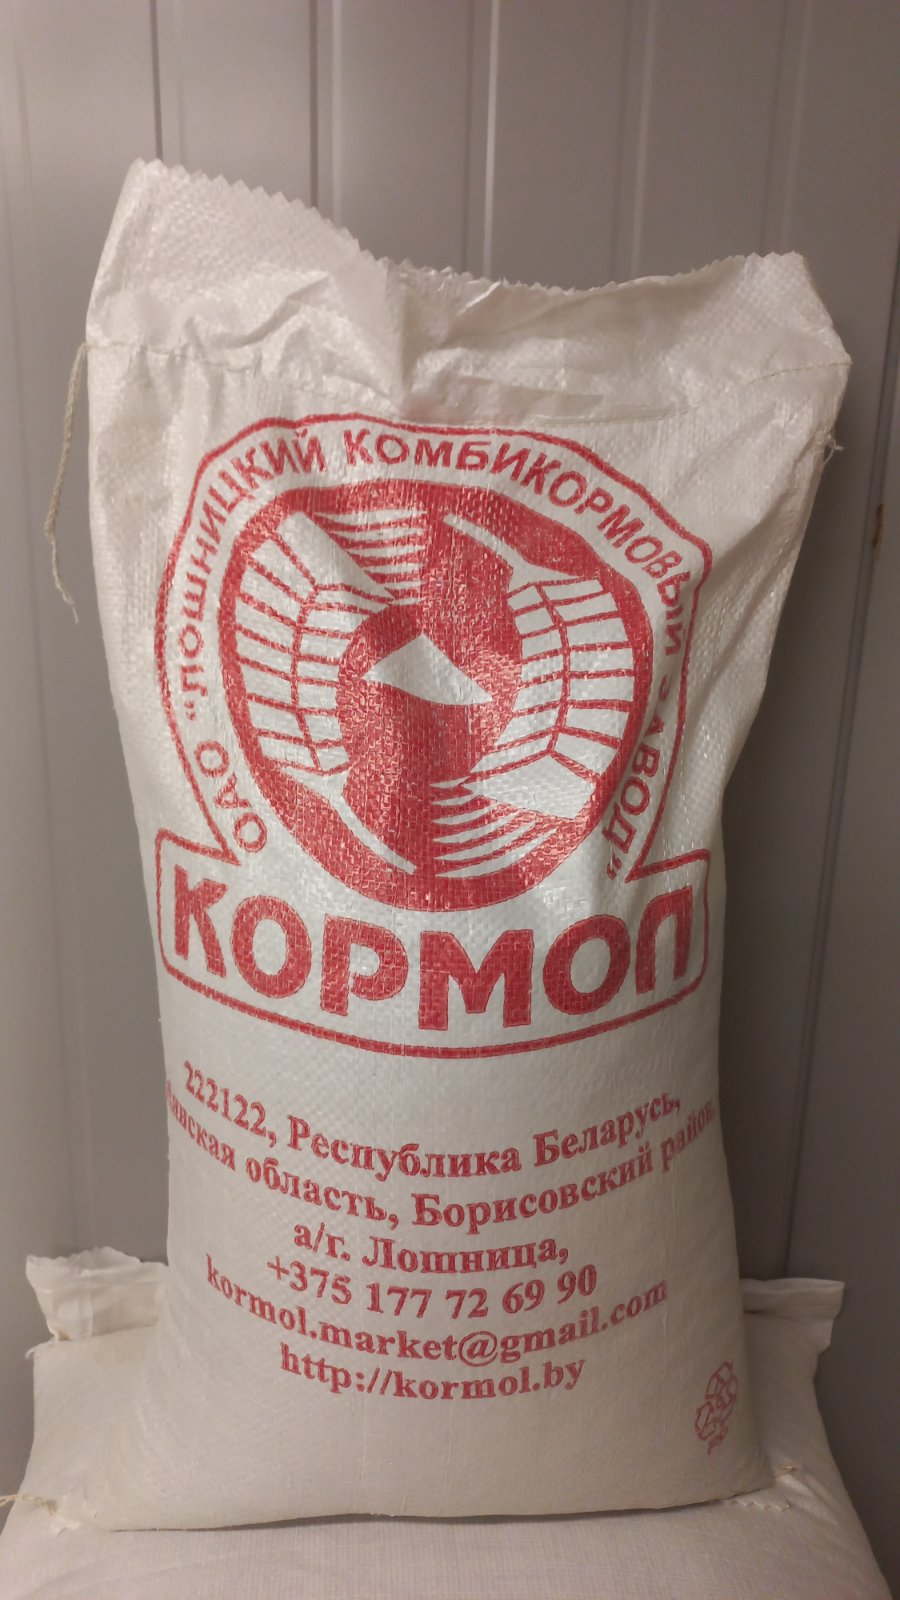 ОАО "ЛОШНИЦКИЙ КОМБИКОРМОВЫЙ ЗАВОД"
КОРМОЛ
222122, Республика Беларусь,
область, Борисовский район,
а/г. Лошница,
+375 177 72 69 90
kormol.market@gmail.com
http://kormol.by